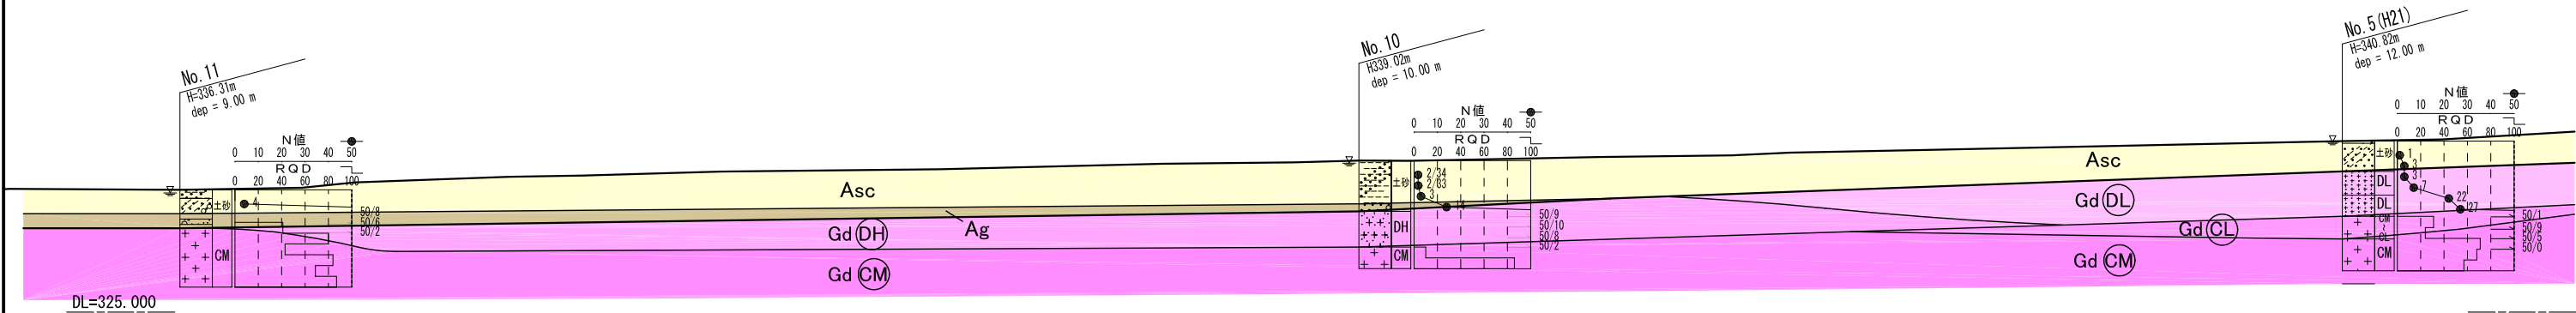 No.11
H=336.31m
dep = 9.00 m
N値
0 10 20 30 40 50
RQD
0 20 40 60 80 100
土砂
4
50/8
50/6
50/2
CM
DL=325.000
Asc
Ag
Gd DH
Gd CM
No.10
H339.02m
dep = 10.00 m
N値
0 10 20 30 40 50
RQD
0 20 40 60 80 100
土砂
2/34
2/33
3
50/9
50/10
50/8
50/2
DH
CM
Asc
Gd DL
Gd CL
Gd CM
No.5(H21)
H=340.82m
dep = 12.00 m
N値
0 10 20 30 40 50
RQD
0 20 40 60 80 100
土砂
1
3
3
7
22
27
DL
DL
CM
~
CL
CM
50/1
50/9
50/5
50/0